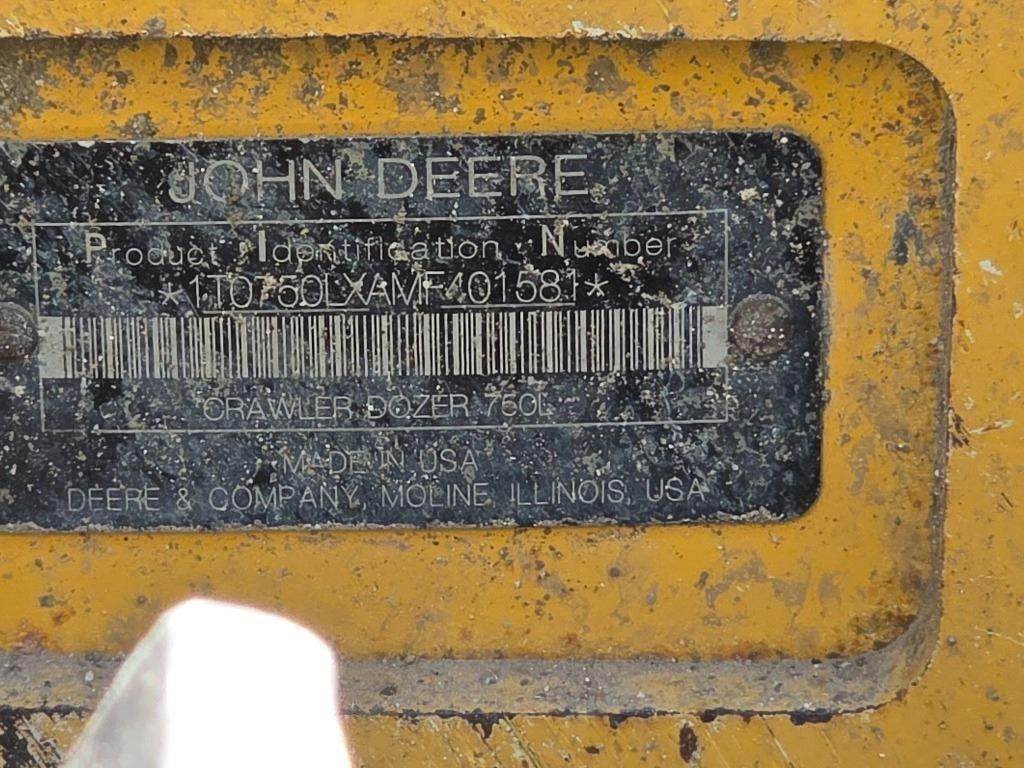 JOHN DEERE
Product Identification Number
*1T0750LXAMF401581*
CRAWLER DOZER 750L
MADE IN USA
DEERE & COMPANY, MOLINE, ILLINOIS, USA